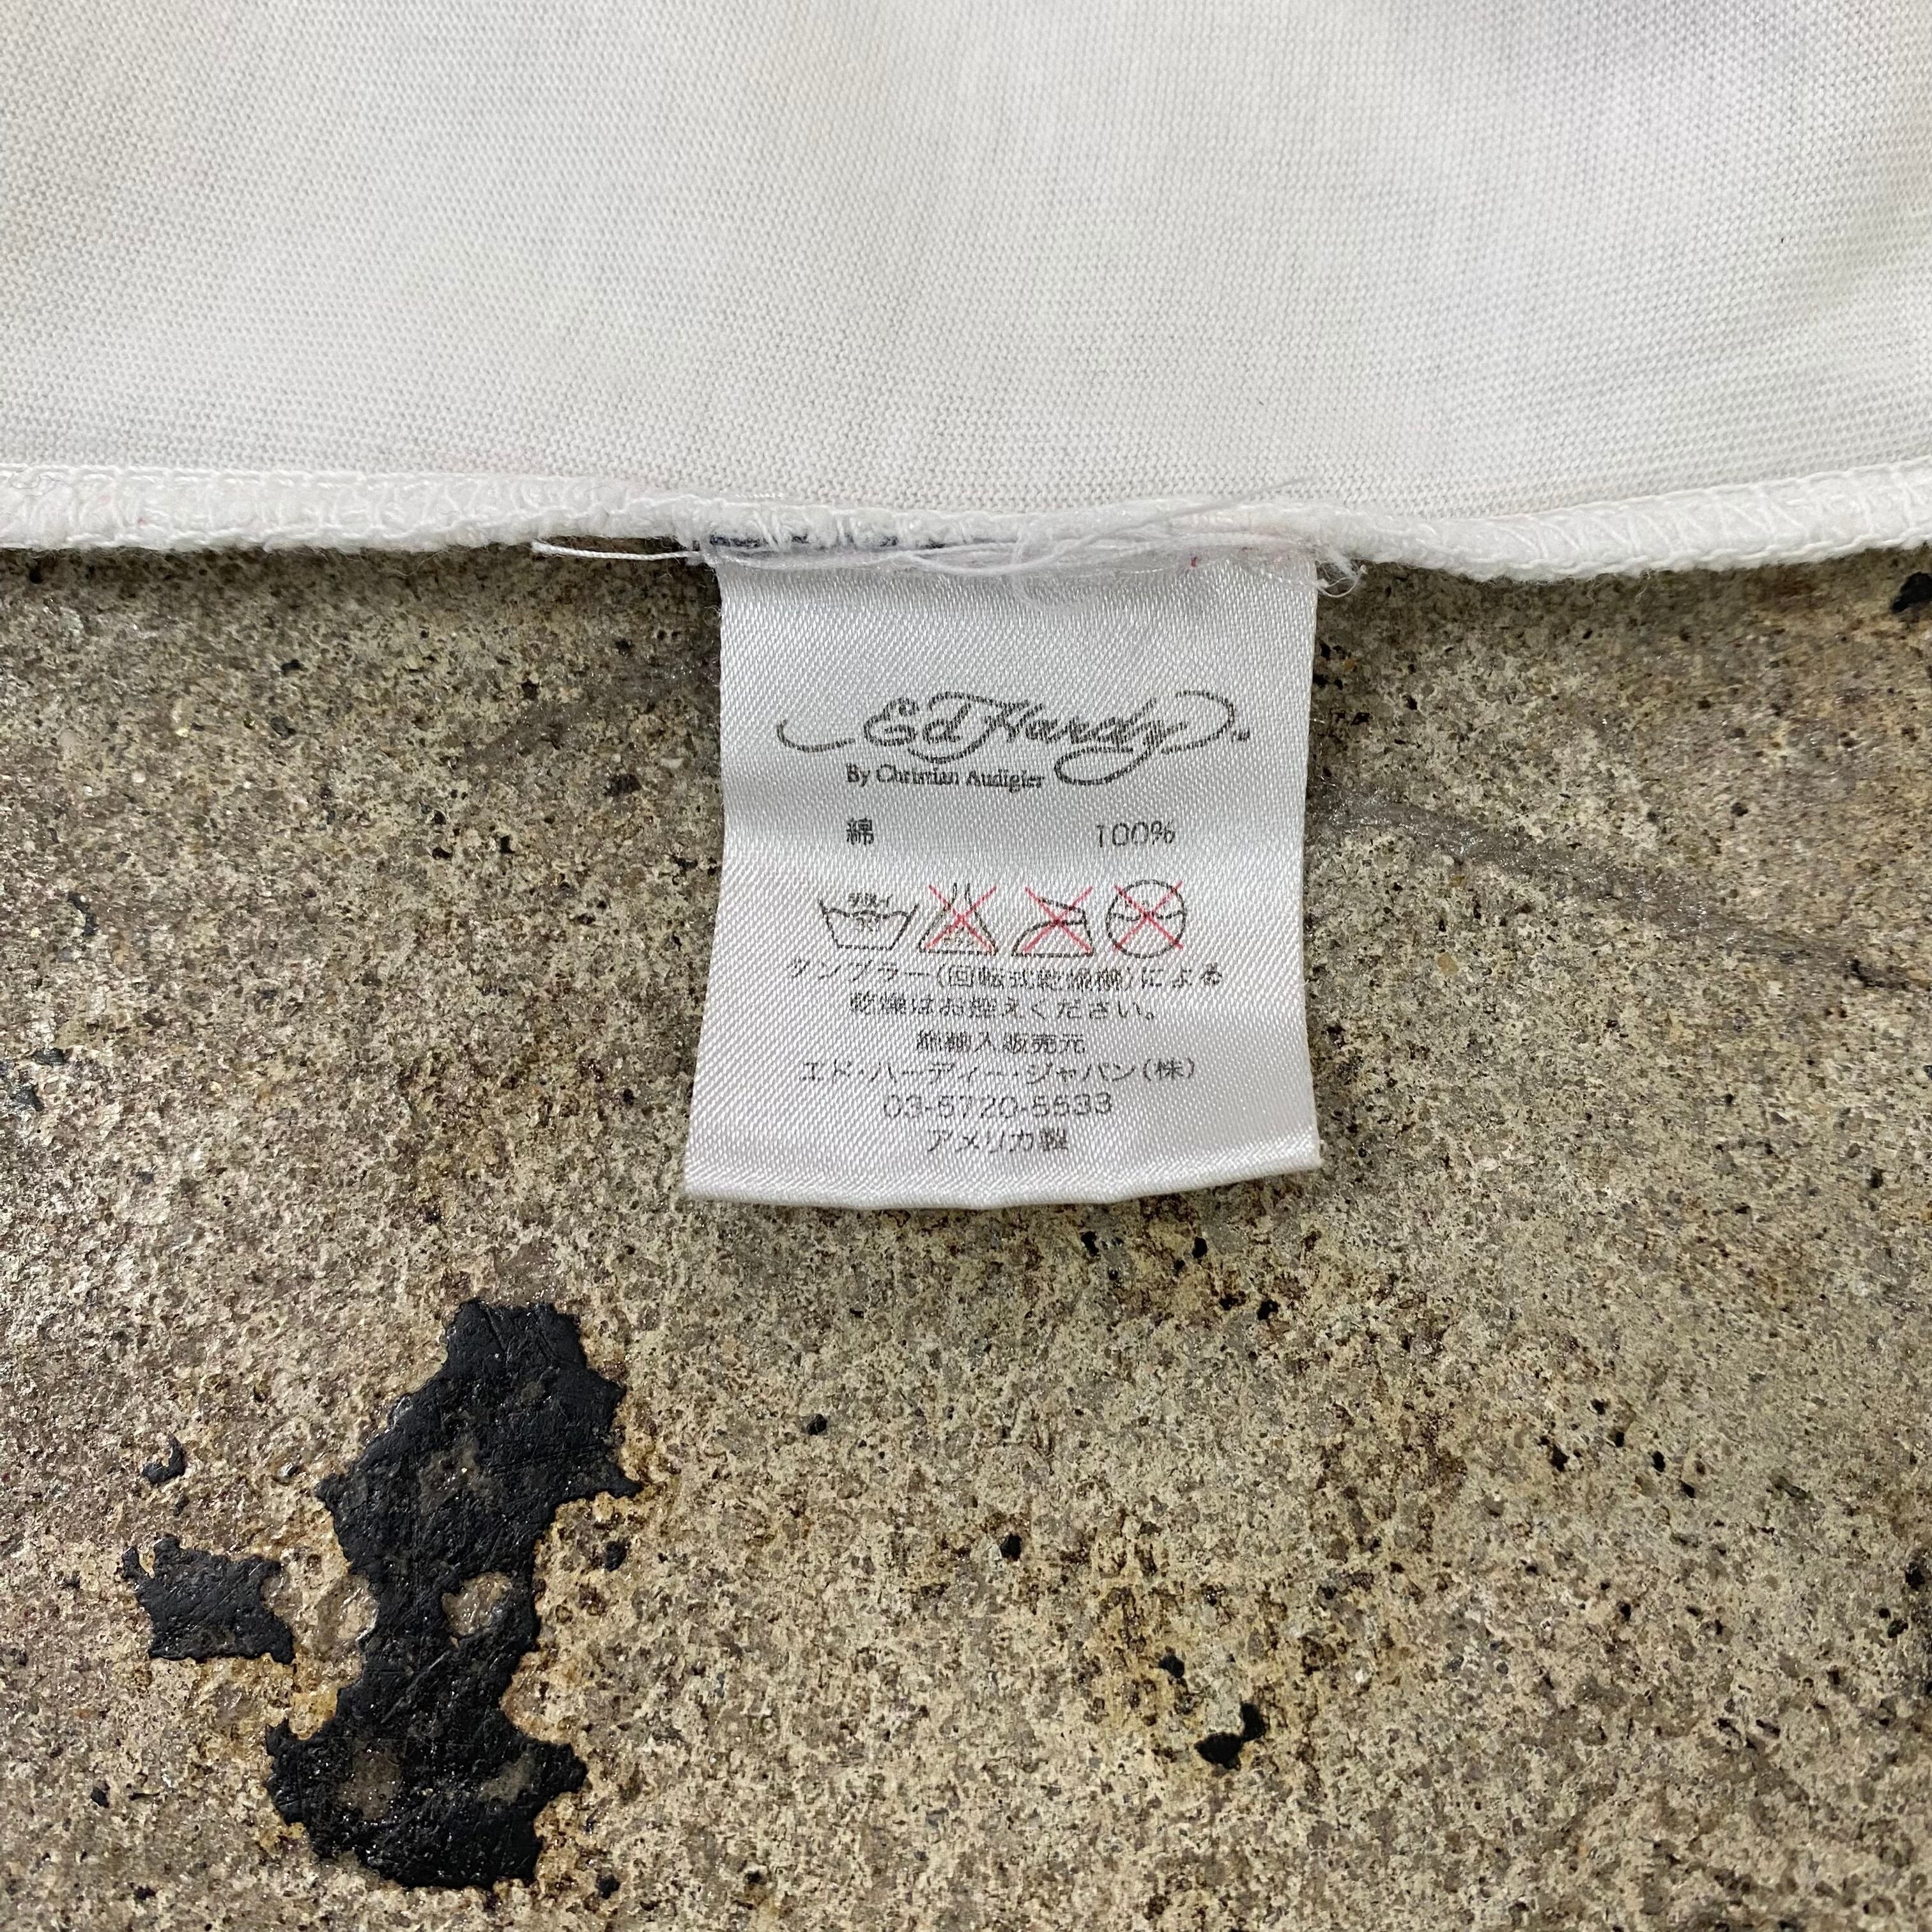 Ed Hardy
By Christian Audigier
綿 100%
タンブラー(回転式乾燥機)による
乾燥はお控えください。
総輸入販売元
エド・ハーディー・ジャパン(株)
03-5720-5533
アメリカ製